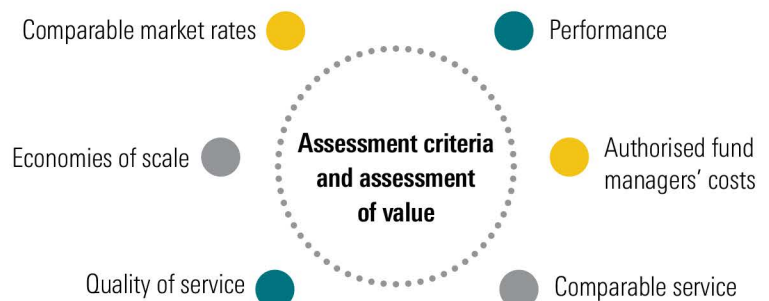 Comparable market rates
Performance
Assessment criteria
and assessment
of value
Economies of scale
Authorised fund
managers' costs
Quality of service
Comparable service